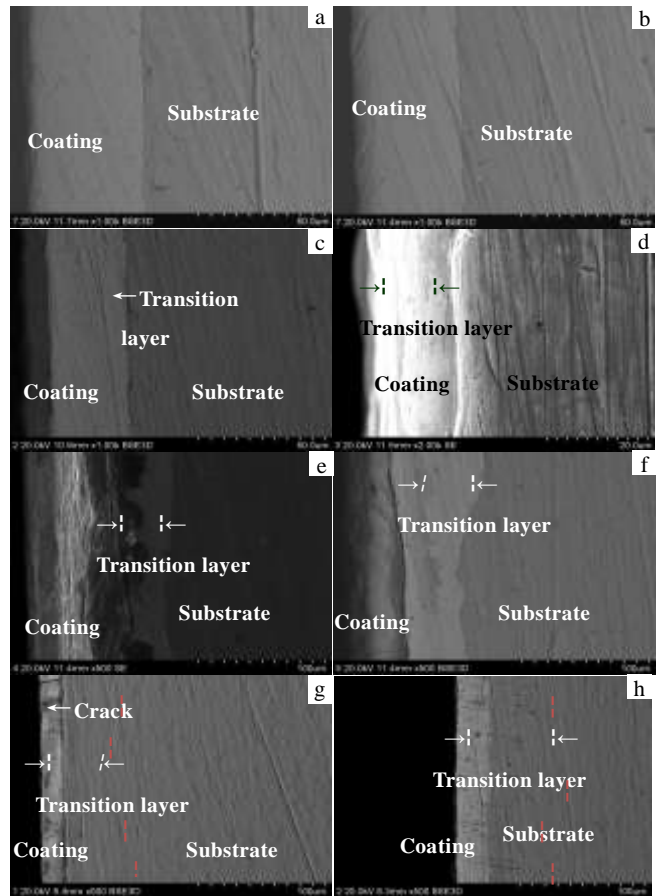 a
Substrate
Coating
b
Coating
Substrate
c
Transition
layer
Coating
Substrate
d
Transition layer
Coating
Substrate
e
Transition layer
Coating
Substrate
f
Transition layer
Coating
Substrate
g
Crack
Transition layer
Coating
Substrate
h
Transition layer
Coating
Substrate